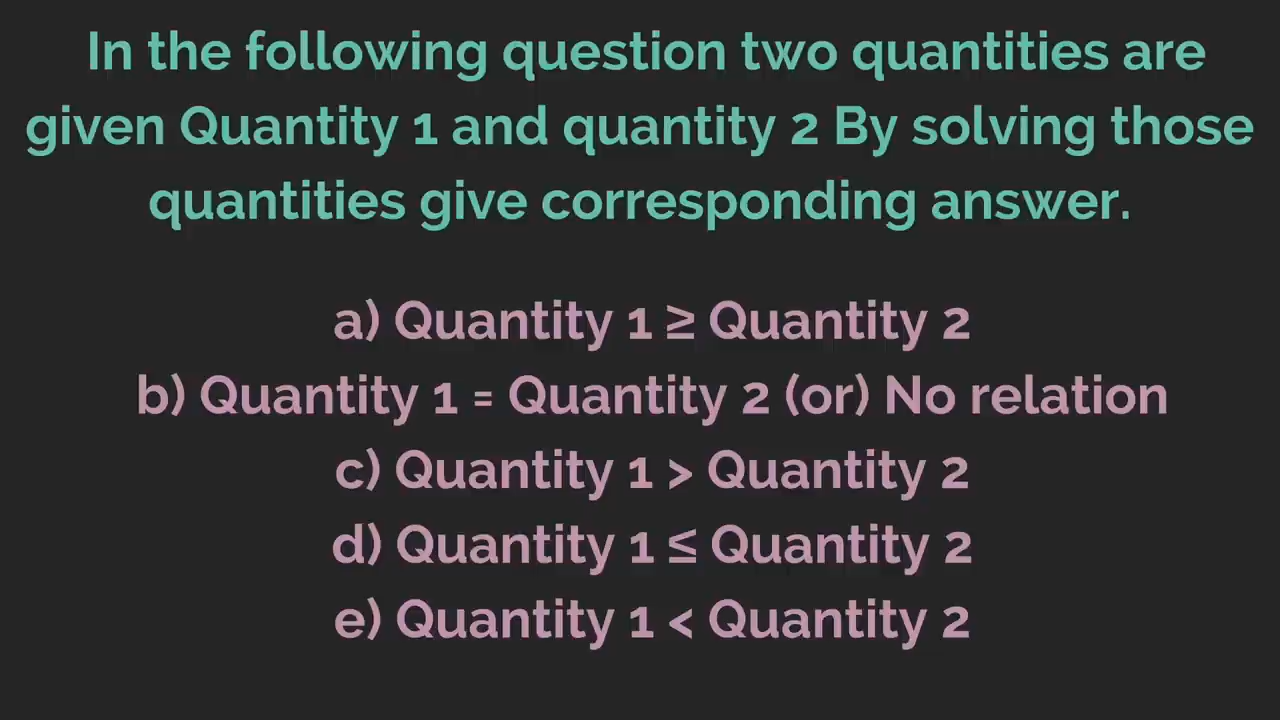 In the following question two quantities are
given Quantity 1 and quantity 2 By solving those
quantities give corresponding answer.
a) Quantity 1 ≥ Quantity 2
b) Quantity 1 = Quantity 2 (or) No relation
c) Quantity 1 > Quantity 2
d) Quantity 1 ≤ Quantity 2
e) Quantity 1 < Quantity 2